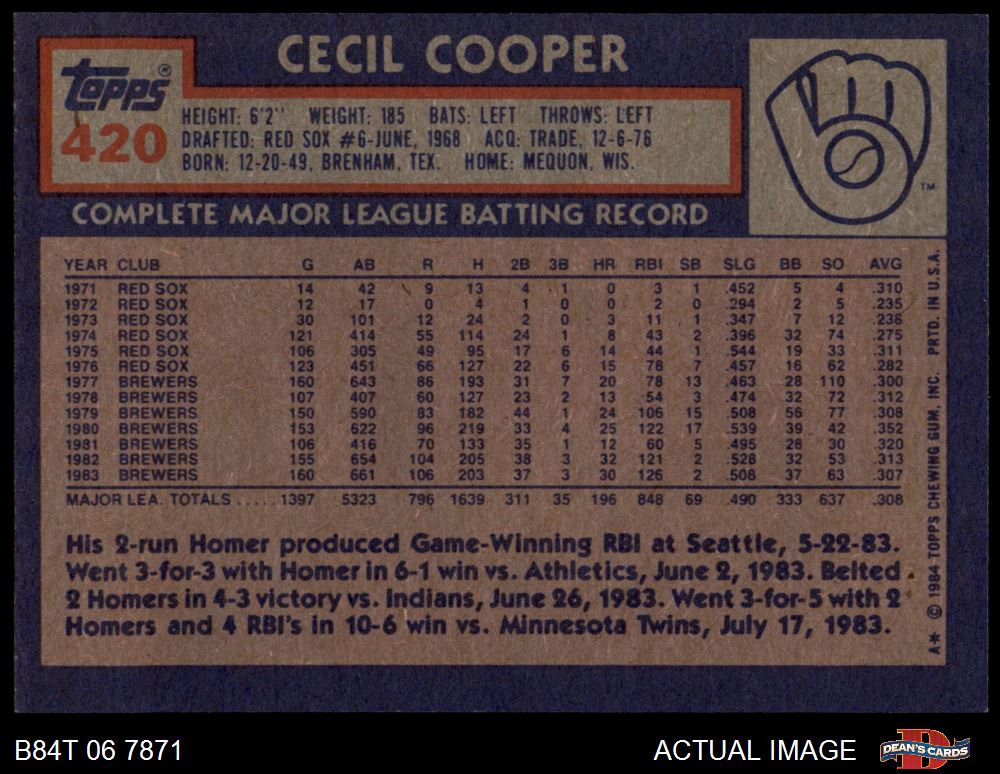 CECIL COOPER
Topps®
420
HEIGHT: 6'2" WEIGHT: 185 BATS: LEFT THROWS: LEFT
DRAFTED: RED SOX #6-JUNE, 1968 ACQ: TRADE, 12-6-76
BORN: 12-20-49, BRENHAM, TEX. HOME: MEQUON, WIS.
TM
COMPLETE MAJOR LEAGUE BATTING RECORD
YEAR CLUB G AB R H 2B 3B HR RBI SB SLG BB SO AVG
1971 RED SOX 14 42 9 13 4 1 0 3 1 .452 5 4 .310
1972 RED SOX 12 17 0 4 1 0 0 2 0 .294 2 5 .235
1973 RED SOX 30 101 12 24 2 0 3 11 1 .347 7 12 .238
1974 RED SOX 121 414 55 114 24 1 8 43 2 .396 32 74 .275
1975 RED SOX 106 305 49 95 17 6 14 44 1 .544 19 33 .311
1976 RED SOX 123 451 66 127 22 6 15 78 7 .457 16 62 .282
1977 BREWERS 160 643 86 193 31 7 20 78 13 .463 28 110 .300
1978 BREWERS 107 407 60 127 23 2 13 54 3 .474 32 72 .312
1979 BREWERS 150 590 83 182 44 1 24 106 15 .508 56 77 .308
1980 BREWERS 153 622 96 219 33 4 25 122 17 .539 39 42 .352
1981 BREWERS 106 416 70 133 35 1 12 60 5 .495 28 30 .320
1982 BREWERS 155 654 104 205 38 3 32 121 2 .528 32 53 .313
1983 BREWERS 160 661 106 203 37 3 30 126 2 .508 37 63 .307
MAJOR LEA. TOTALS ..... 1397 5323 796 1639 311 35 196 848 69 .490 333 637 .308
His 2-run Homer produced Game-Winning RBI at Seattle, 5-22-83.
Went 3-for-3 with Homer in 6-1 win vs. Athletics, June 2, 1983. Belted
2 Homers in 4-3 victory vs. Indians, June 26, 1983. Went 3-for-5 with 2
Homers and 4 RBI's in 10-6 win vs. Minnesota Twins, July 17, 1983.
A* © 1984 TOPPS CHEWING GUM, INC. PRTD. IN U.S.A.
B84T 06 7871
ACTUAL IMAGE
DEAN'S CARDS